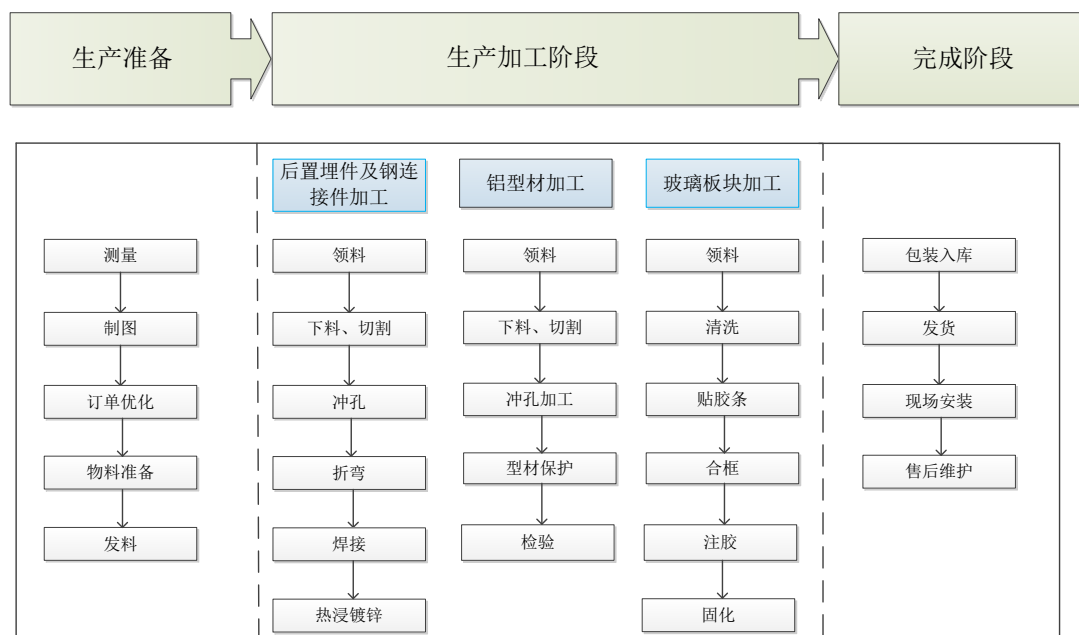 生产准备
生产加工阶段
完成阶段
后置埋件及钢连
接件加工
铝型材加工
玻璃板块加工
测量
制图
订单优化
物料准备
发料
领料
下料、切割
冲孔
折弯
焊接
热浸镀锌
领料
下料、切割
冲孔加工
型材保护
检验
领料
清洗
贴胶条
合框
注胶
固化
包装入库
发货
现场安装
售后维护